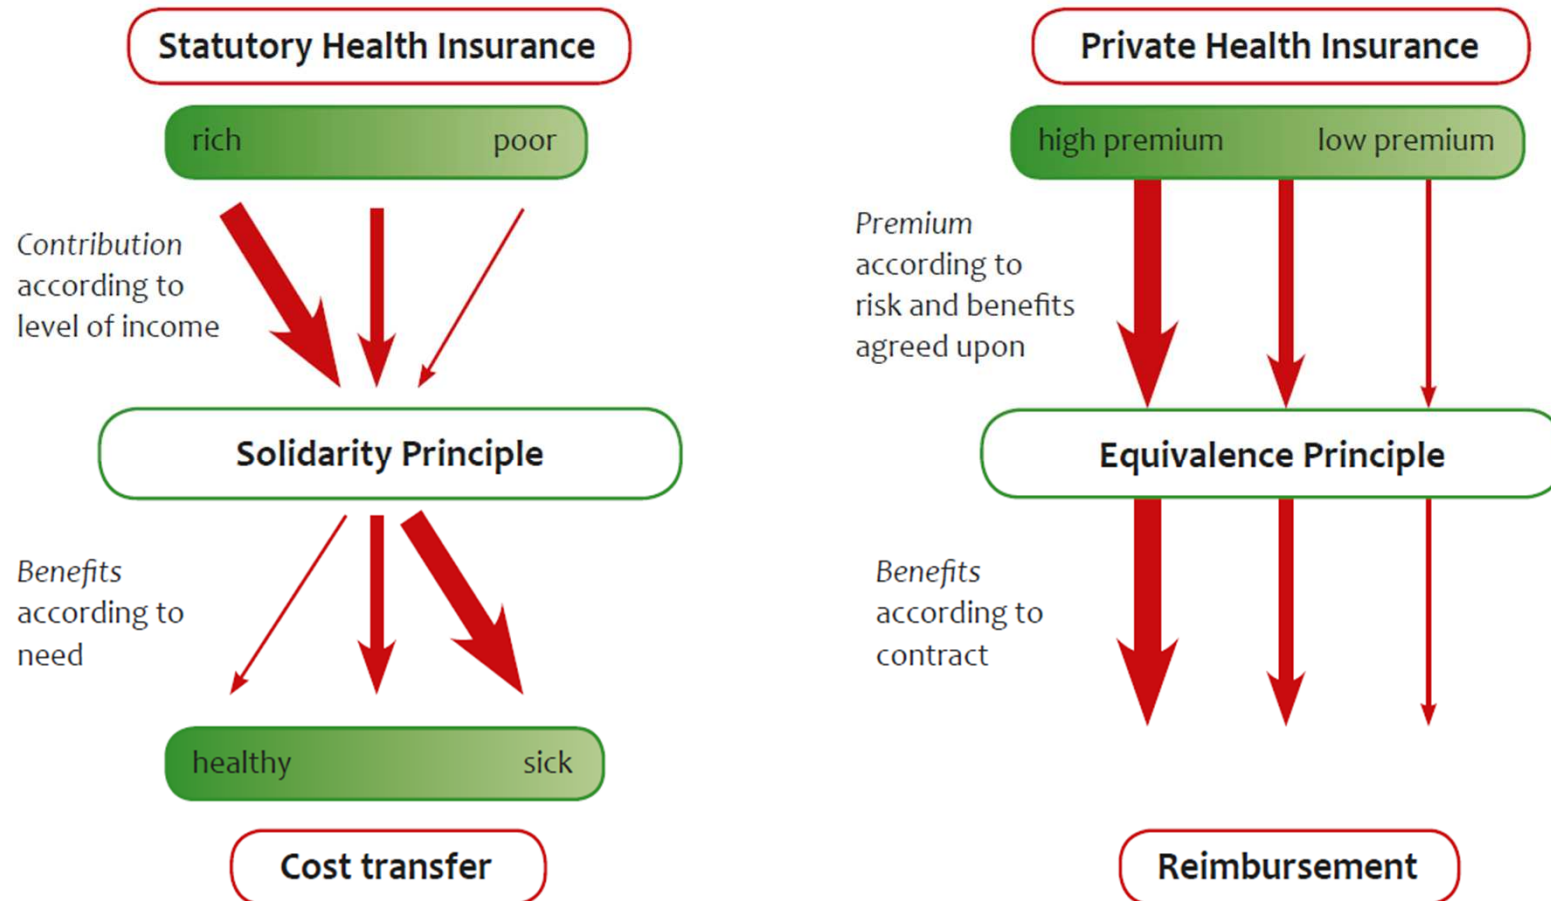 Statutory Health Insurance
rich poor
Contribution
according to
level of income
Solidarity Principle
Benefits
according to
need
healthy sick
Cost transfer
Private Health Insurance
high premium low premium
Premium
according to
risk and benefits
agreed upon
Equivalence Principle
Benefits
according to
contract
Reimbursement